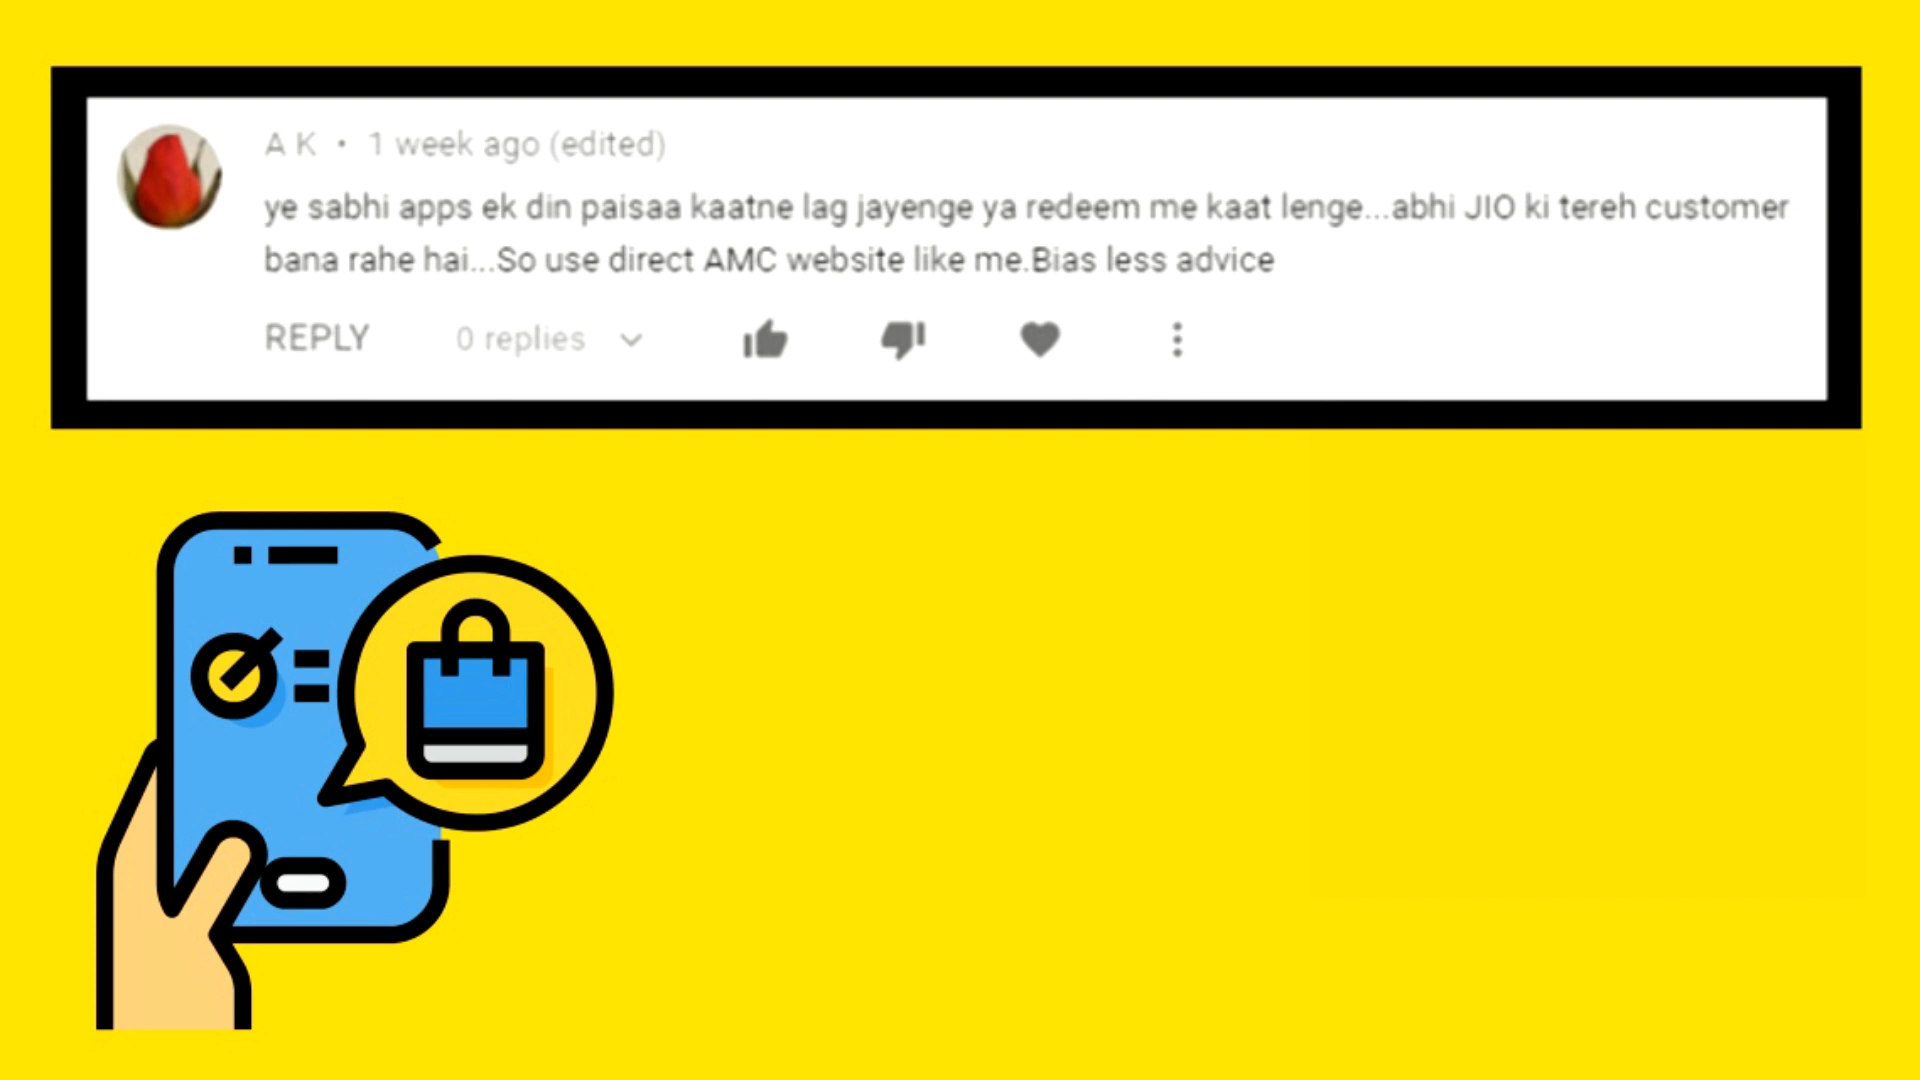 A K • 1 week ago (edited)
ye sabhi apps ek din paisaa kaatne lag jayenge ya redeem me kaat lenge...abhi JIO ki tereh customer
bana rahe hai...So use direct AMC website like me.Bias less advice
REPLY 0 replies